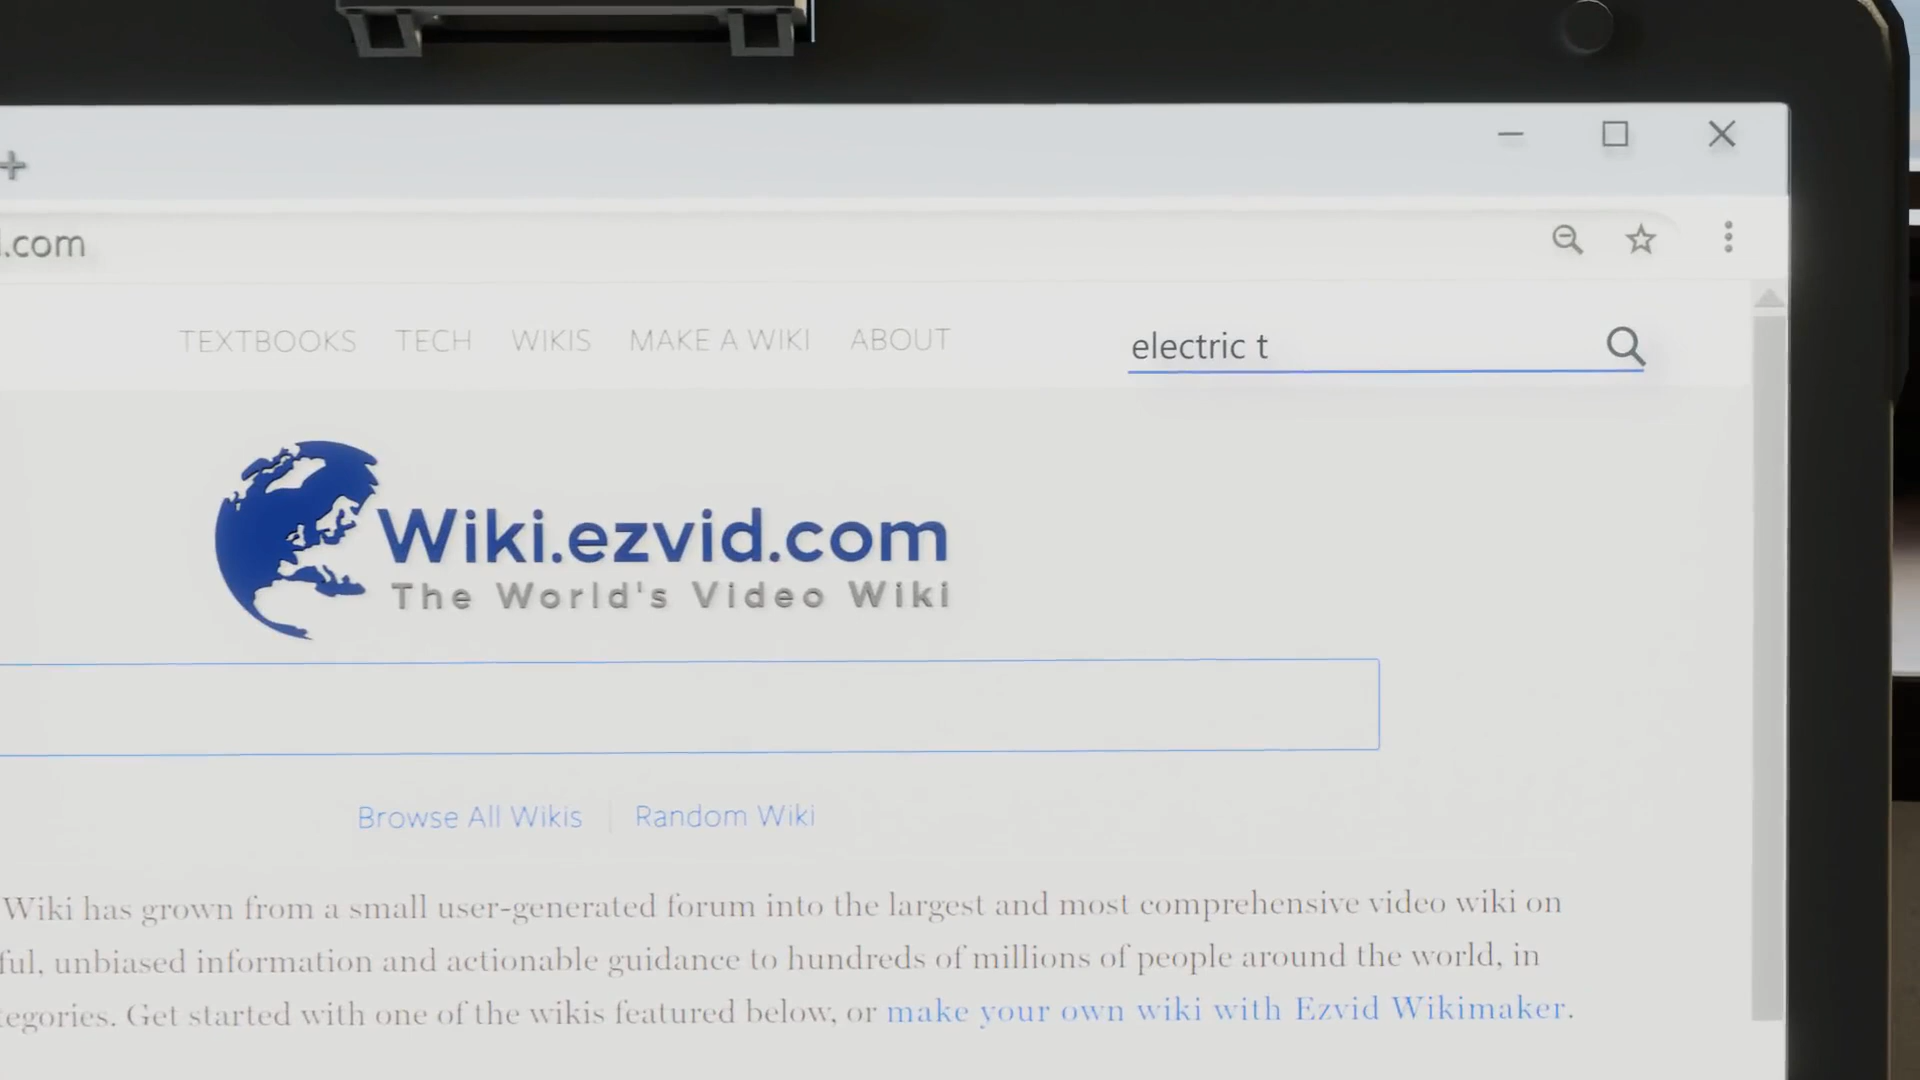 .com
TEXTBOOKS TECH WIKIS MAKE A WIKI ABOUT
electric t
Wiki.ezvid.com
The World's Video Wiki
Browse All Wikis Random Wiki
Wiki has grown from a small user-generated forum into the largest and most comprehensive video wiki on
ful, unbiased information and actionable guidance to hundreds of millions of people around the world, in
tegories. Get started with one of the wikis featured below, or make your own wiki with Ezvid Wikimaker.